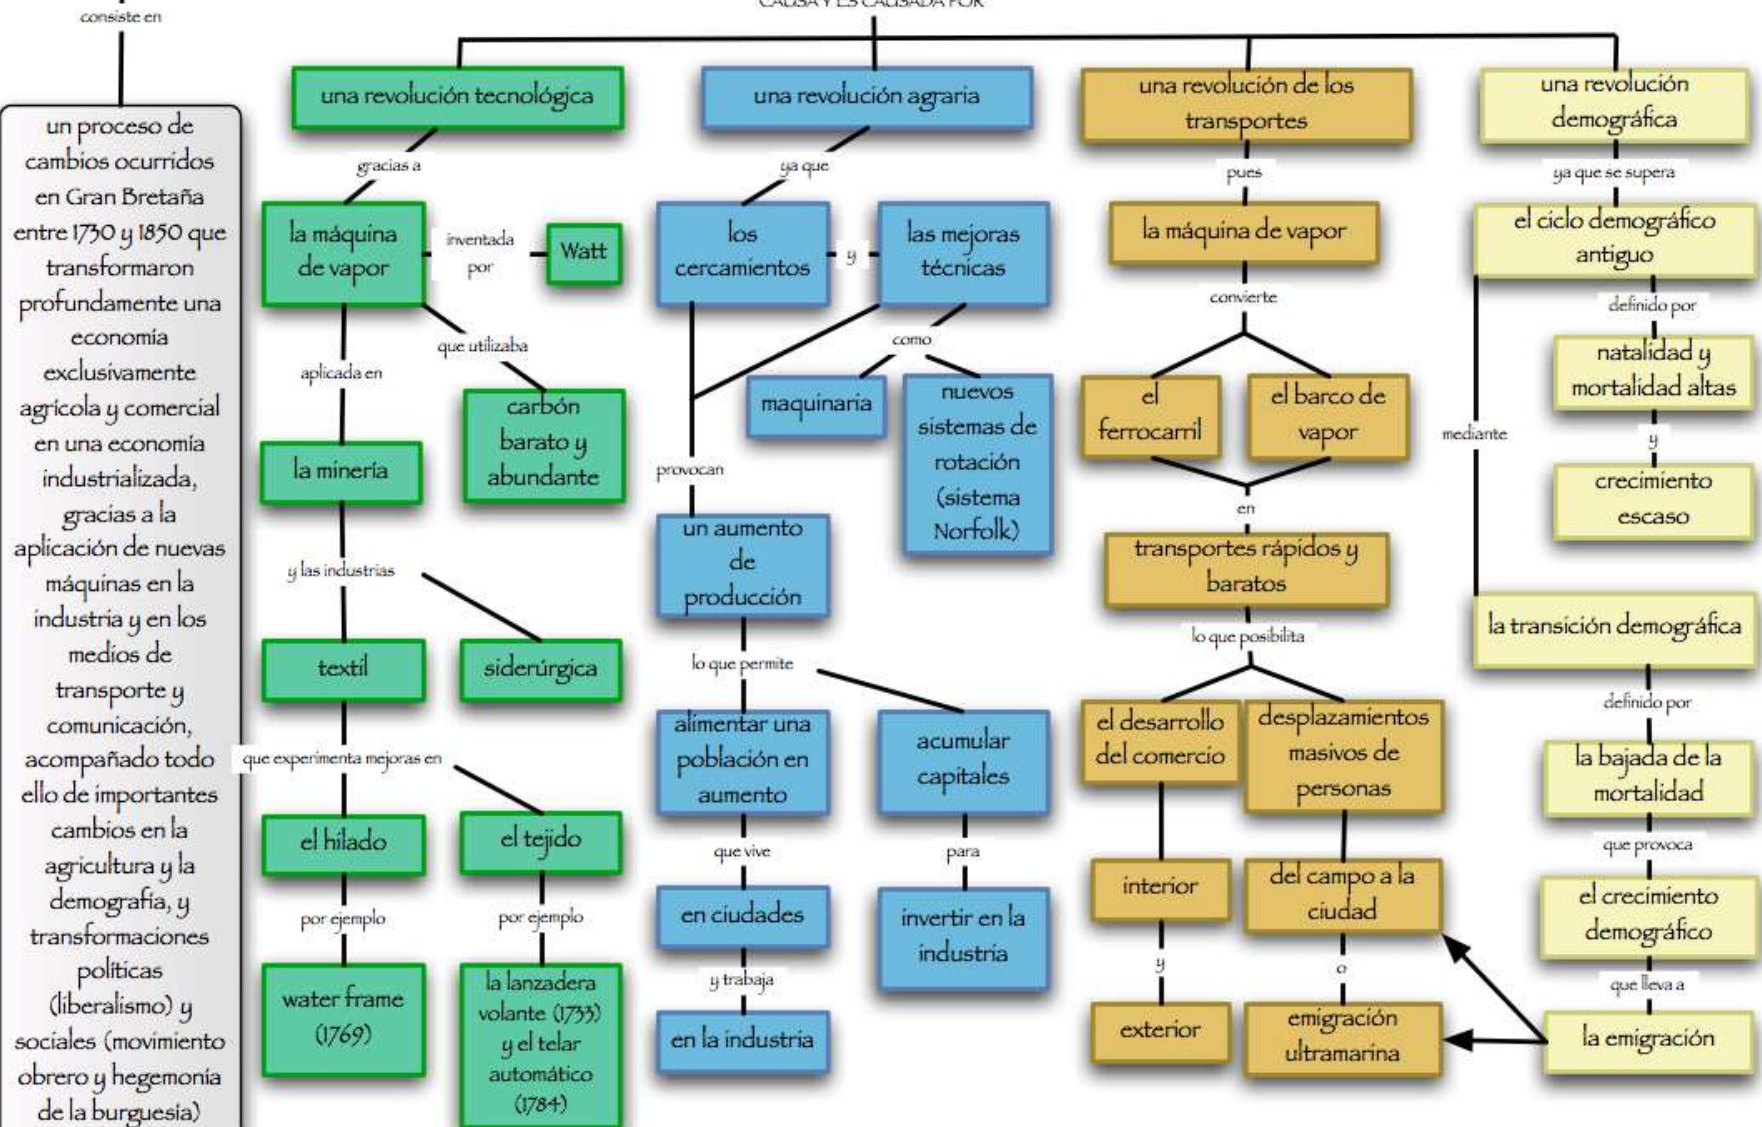 consiste en
CAUSA Y ES CAUSADA POR
un proceso de
cambios ocurridos
en Gran Bretaña
entre 1730 y 1850 que
transformaron
profundamente una
economía
exclusivamente
agrícola y comercial
en una economía
industrializada,
gracias a la
aplicación de nuevas
máquinas en la
industria y en los
medios de
transporte y
comunicación,
acompañado todo
ello de importantes
cambios en la
agricultura y la
demografía, y
transformaciones
políticas
(liberalismo) y
sociales (movimiento
obrero y hegemonía
de la burguesía)
una revolución tecnológica
gracias a
la máquina
de vapor
inventada
por
Watt
que utilizaba
carbón
barato y
abundante
aplicada en
la minería
y las industrias
textil
siderúrgica
que experimenta mejoras en
el hilado
el tejido
por ejemplo
por ejemplo
water frame
(1769)
la lanzadera
volante (1733)
y el telar
automático
(1784)
una revolución agraria
ya que
los
cercamientos
y
las mejoras
técnicas
como
maquinaria
nuevos
sistemas de
rotación
(sistema
Norfolk)
provocan
un aumento
de
producción
lo que permite
alimentar una
población en
aumento
acumular
capitales
que vive
para
en ciudades
invertir en la
industria
y trabaja
en la industria
una revolución de los
transportes
pues
la máquina de vapor
convierte
el
ferrocarril
el barco de
vapor
en
transportes rápidos y
baratos
lo que posibilita
el desarrollo
del comercio
desplazamientos
masivos de
personas
interior
del campo a la
ciudad
y
o
exterior
emigración
ultramarina
una revolución
demográfica
ya que se supera
el ciclo demográfico
antiguo
definido por
natalidad y
mortalidad altas
y
crecimiento
escaso
mediante
la transición demográfica
definido por
la bajada de la
mortalidad
que provoca
el crecimiento
demográfico
que lleva a
la emigración